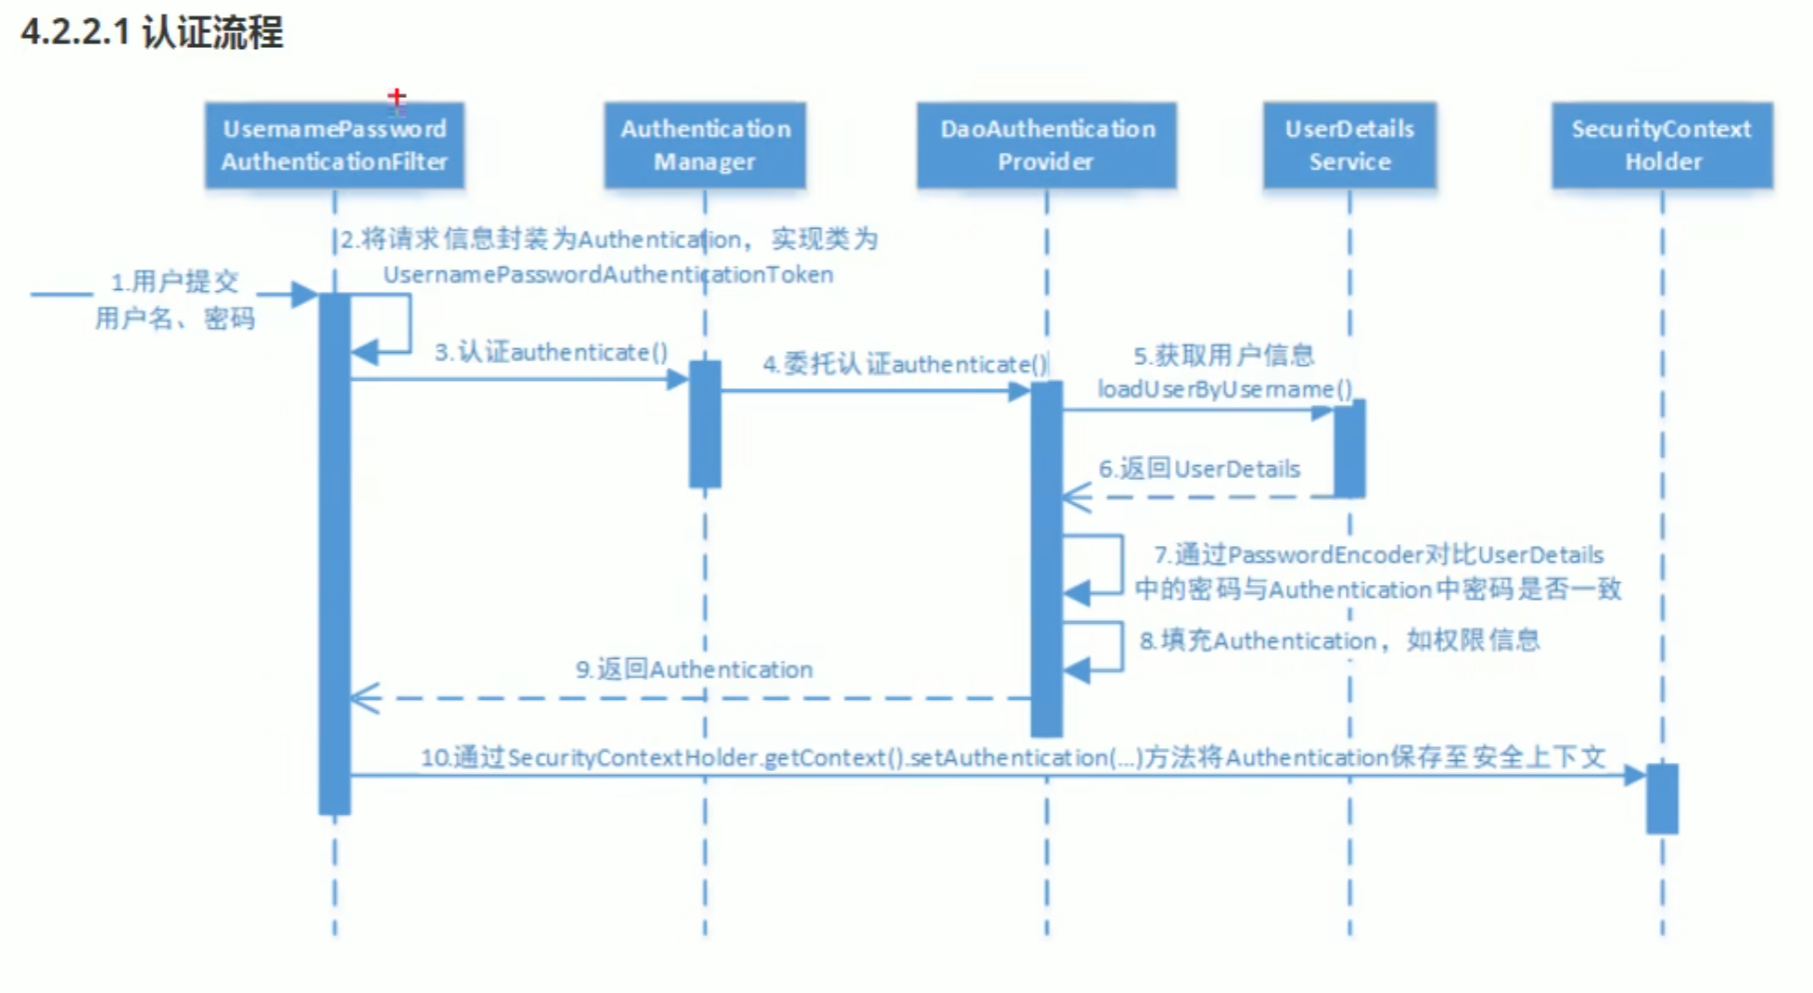 4.2.2.1 认证流程
UsernamePassword
AuthenticationFilter
Authentication
Manager
DaoAuthentication
Provider
UserDetails
Service
SecurityContext
Holder
2.将请求信息封装为Authentication，实现类为
UsernamePasswordAuthenticationToken
1.用户提交
用户名、密码
3.认证authenticate()
4.委托认证authenticate()
5.获取用户信息
loadUserByUsername()
6.返回UserDetails
7.通过PasswordEncoder对比UserDetails
中的密码与Authentication中密码是否一致
8.填充Authentication，如权限信息
9.返回Authentication
10.通过SecurityContextHolder.getContext().setAuthentication(...)方法将Authentication保存至安全上下文